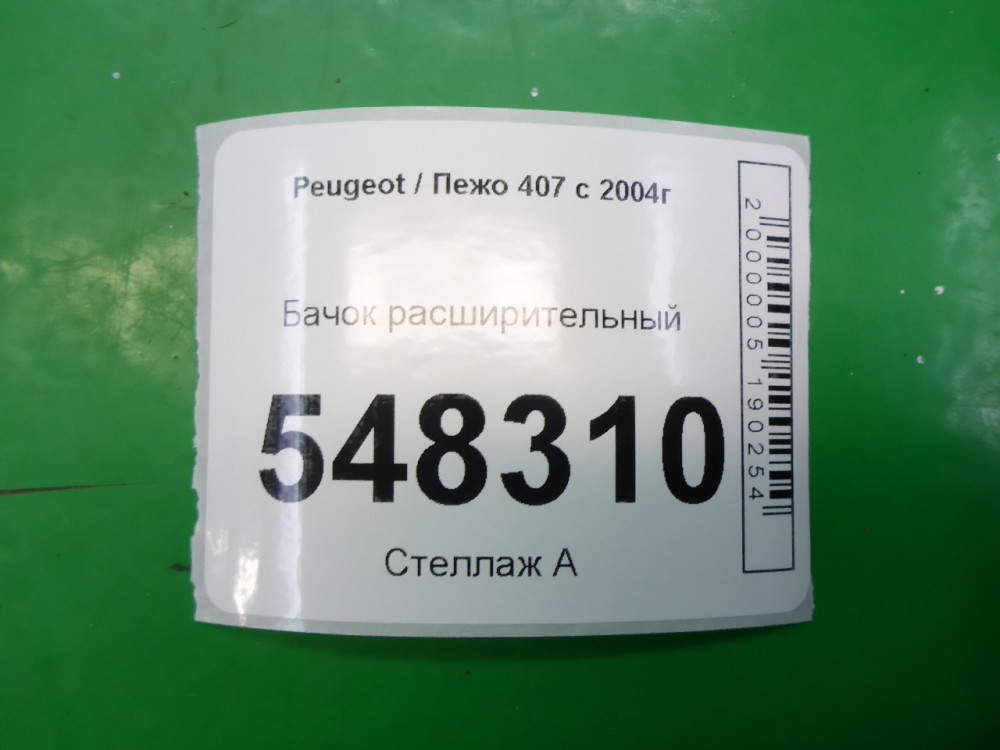 Peugeot / Пежо 407 с 2004г
Бачок расширительный
548310
Стеллаж А
2000005190254